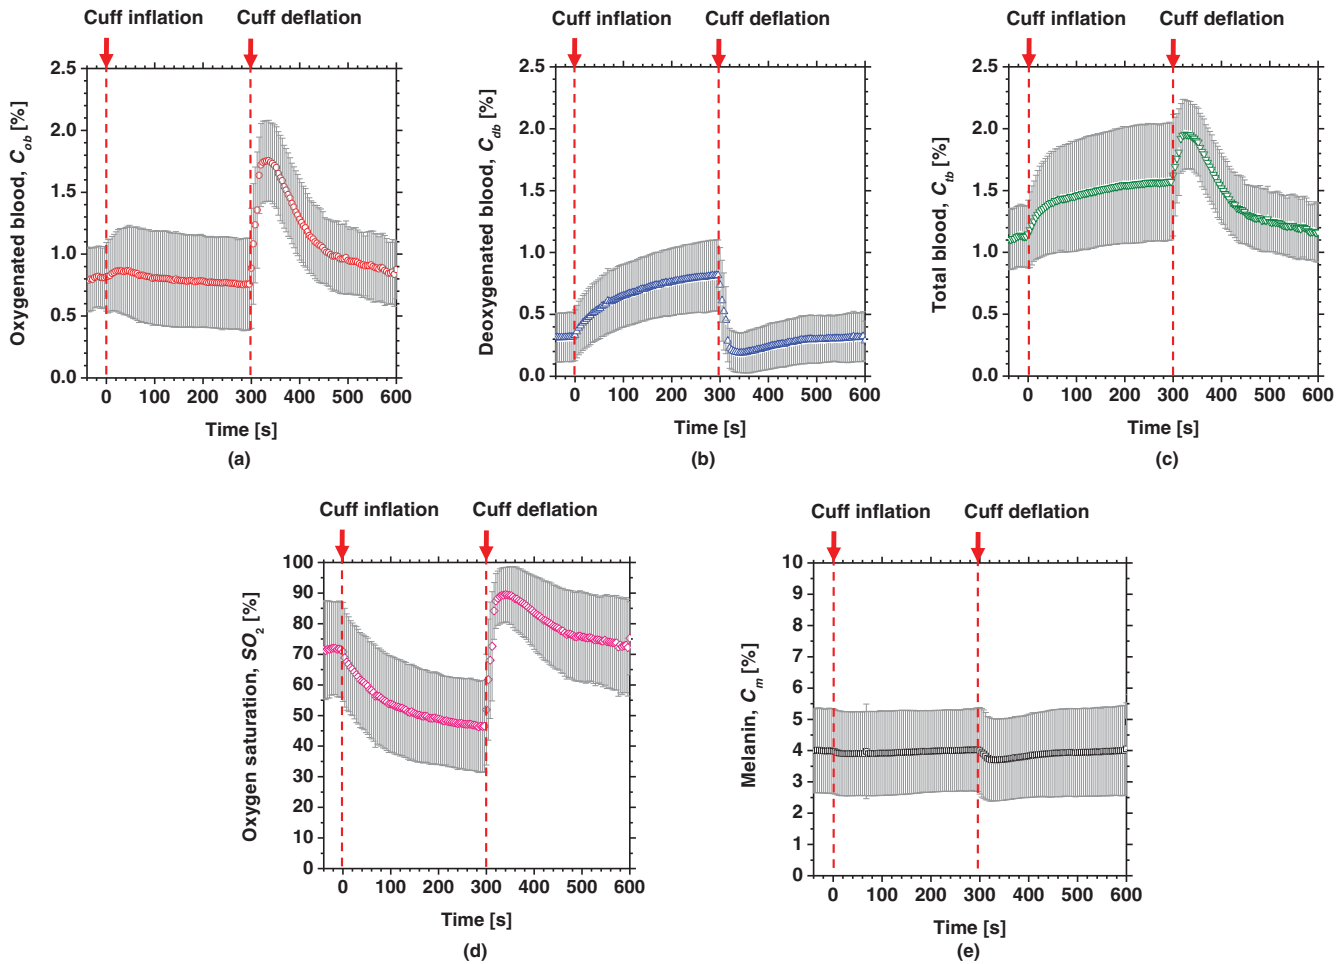 Cuff inflation Cuff deflation
Oxygenated blood, C_ob [%]
2.5
2.0
1.5
1.0
0.5
0.0
0 100 200 300 400 500 600
Time [s]
(a)
Cuff inflation Cuff deflation
Deoxygenated blood, C_db [%]
2.5
2.0
1.5
1.0
0.5
0.0
0 100 200 300 400 500 600
Time [s]
(b)
Cuff inflation Cuff deflation
Total blood, C_tb [%]
2.5
2.0
1.5
1.0
0.5
0.0
0 100 200 300 400 500 600
Time [s]
(c)
Cuff inflation Cuff deflation
Oxygen saturation, SO_2 [%]
100
90
80
70
60
50
40
30
20
10
0
0 100 200 300 400 500 600
Time [s]
(d)
Cuff inflation Cuff deflation
Melanin, C_m [%]
10
9
8
7
6
5
4
3
2
1
0
0 100 200 300 400 500 600
Time [s]
(e)